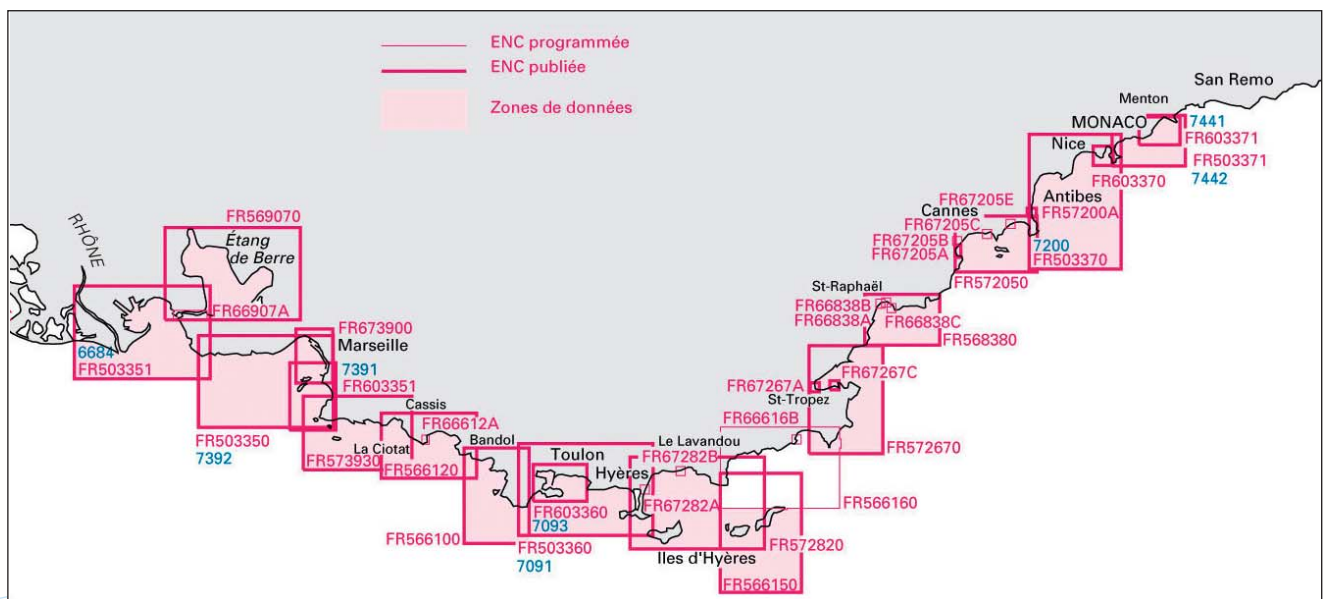 ENC programmée
ENC publiée
Zones de données
San Remo
Menton
MONACO
7441
FR603371
Nice
FR503371
FR603370
7442
FR67205E
Antibes
Cannes
FR57200A
FR67205C
FR67205B
7200
FR67205A
FR503370
FR572050
RHÔNE
FR569070
Étang
de Berre
FR66907A
St-Raphaël
FR66838B
FR66838A
FR66838C
FR568380
FR673900
Marseille
6684
7391
FR503351
FR603351
FR67267C
FR67267A
St-Tropez
Cassis
FR66616B
FR66612A
FR503350
La Ciotat
Bandol
Le Lavandou
FR572670
7392
FR573930
FR566120
Toulon
FR67282B
Hyères
FR603360
FR67282A
FR566160
7093
FR566100
FR503360
FR572820
7091
Iles d'Hyères
FR566150